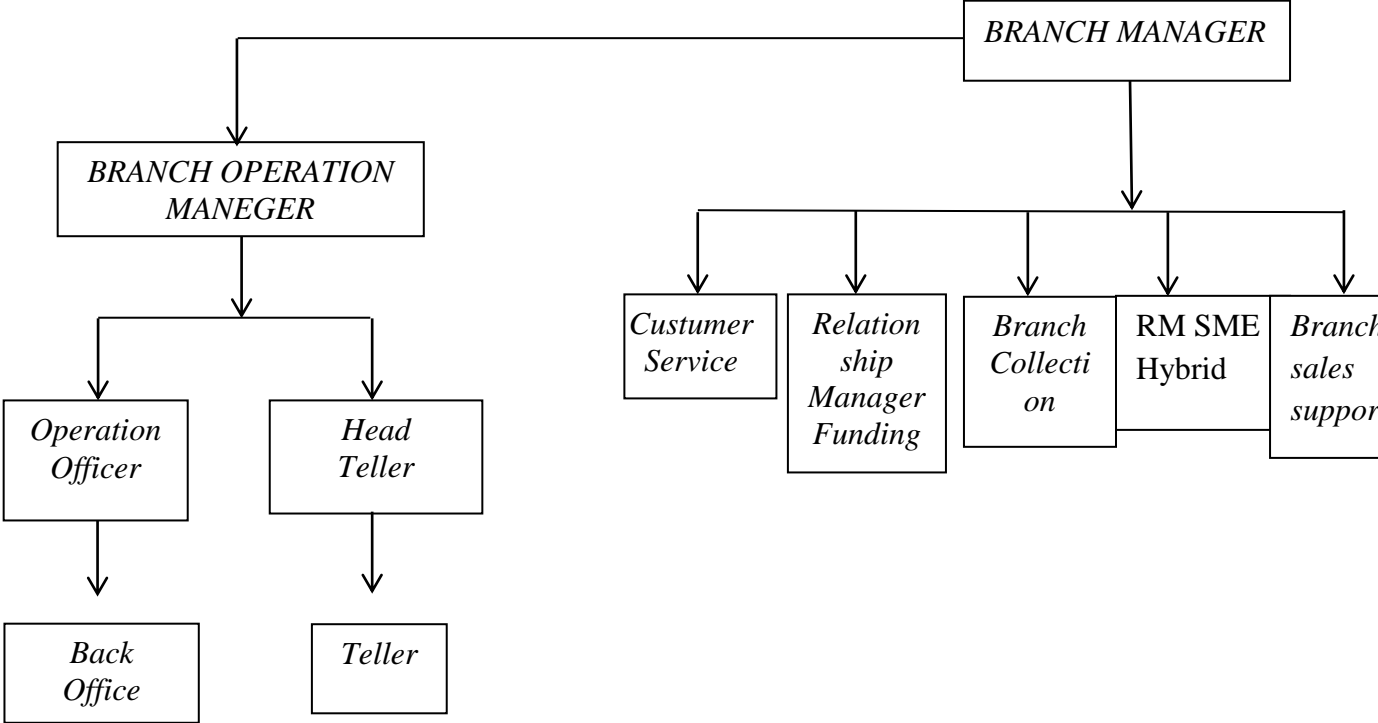 BRANCH MANAGER
BRANCH OPERATION
MANEGER
Custumer
Service
Relation
ship
Manager
Funding
Branch
Collecti
on
RM SME
Hybrid
Branch
sales
suppor
Operation
Officer
Head
Teller
Back
Office
Teller